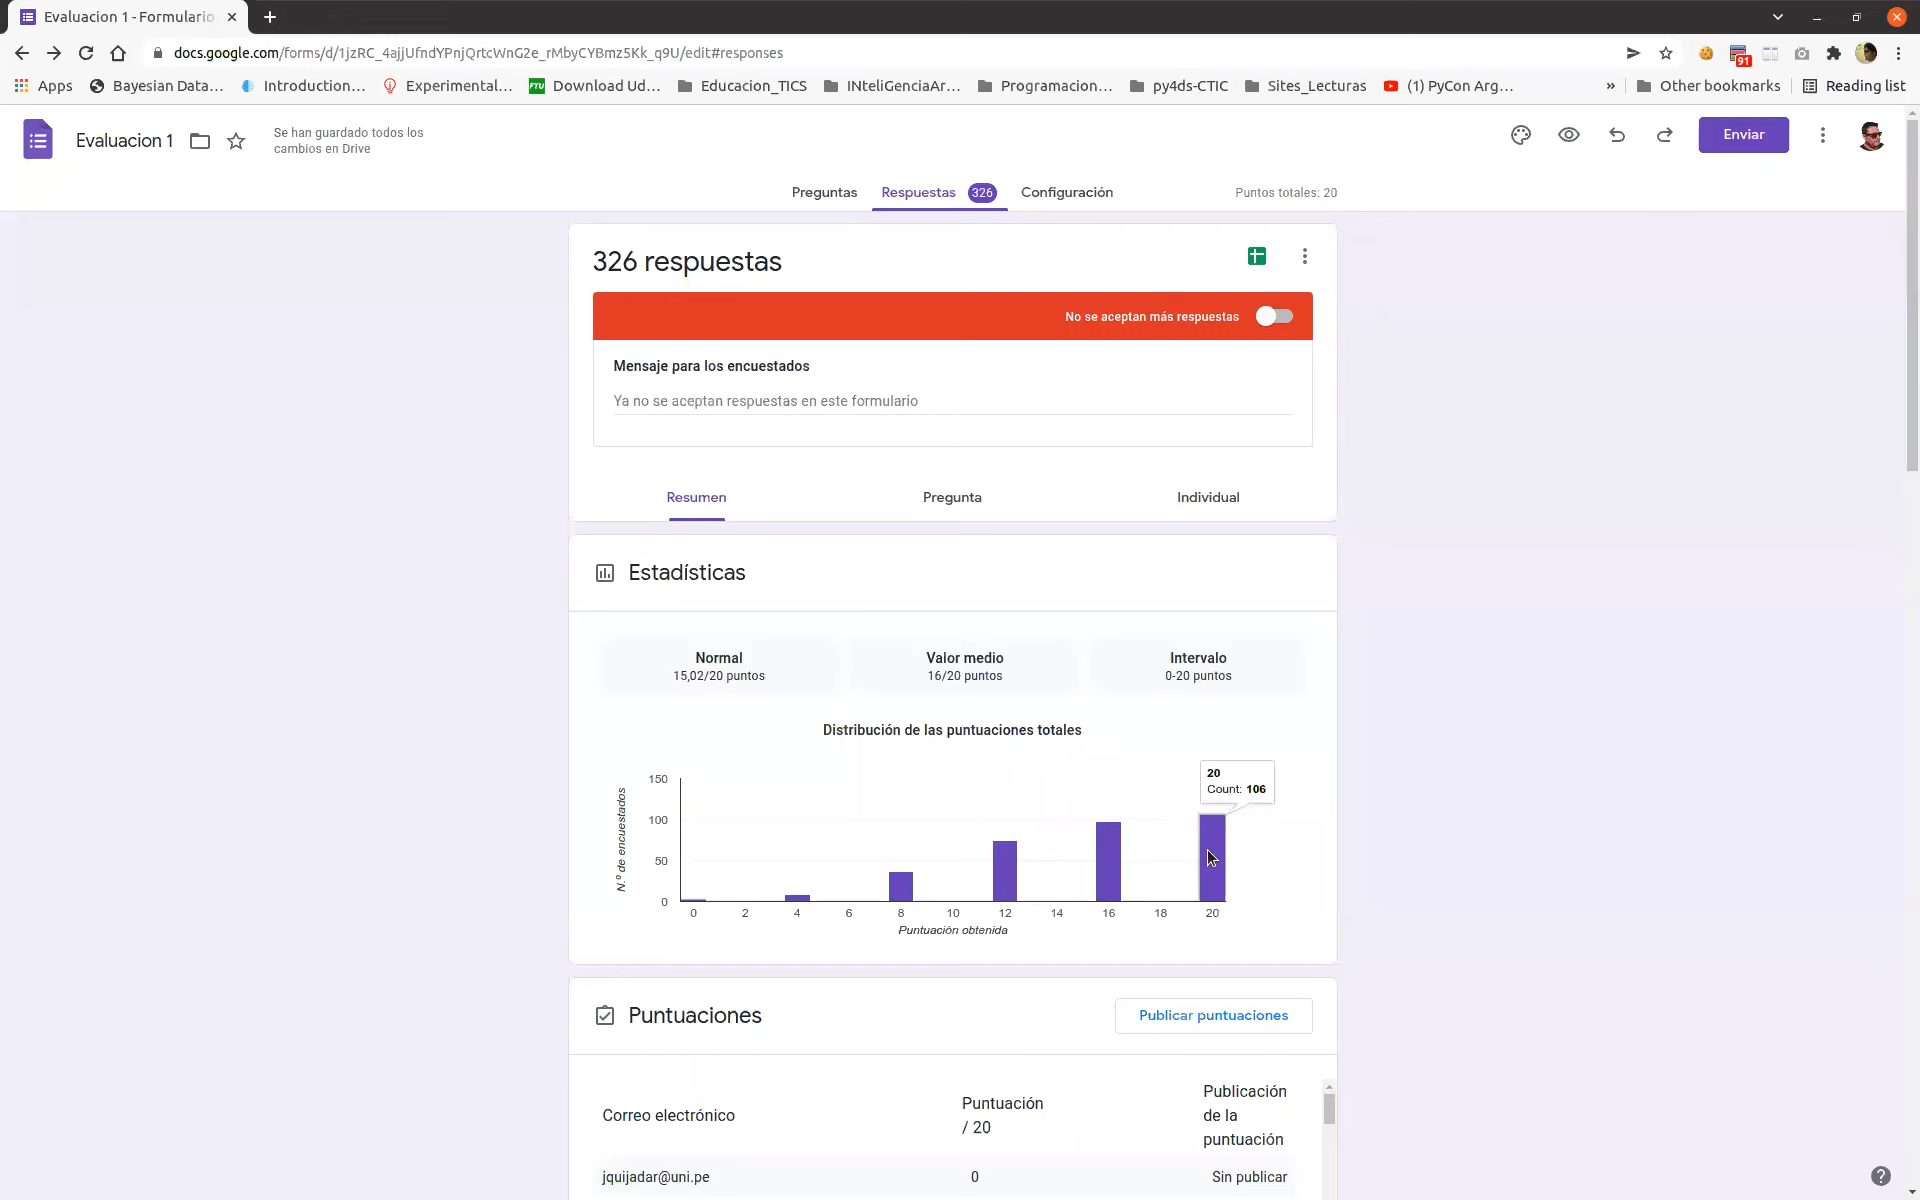 Evaluacion 1 - Formulario
docs.google.com/forms/d/1jzRC_4ajjUfndYPnjQrtcWnG2e_rMbyCYBmz5Kk_q9U/edit#responses
91
Apps
Bayesian Data...
Introduction...
Experimental...
FTU
Download Ud...
Educacion_TICS
INteliGenciaAr...
Programacion...
py4ds-CTIC
Sites_Lecturas
(1) PyCon Arg...
»
Other bookmarks
Reading list
Evaluacion 1
Se han guardado todos los
cambios en Drive
Enviar
Preguntas
Respuestas 326
Configuración
Puntos totales: 20
326 respuestas
No se aceptan más respuestas
Mensaje para los encuestados
Ya no se aceptan respuestas en este formulario
Resumen
Pregunta
Individual
Estadísticas
Normal
15,02/20 puntos
Valor medio
16/20 puntos
Intervalo
0-20 puntos
Distribución de las puntuaciones totales
20
Count: 106
N.º de encuestados
150
100
50
0
0 2 4 6 8 10 12 14 16 18 20
Puntuación obtenida
Puntuaciones
Publicar puntuaciones
Correo electrónico
Puntuación
/ 20
Publicación
de la
puntuación
jquijadar@uni.pe
0
Sin publicar